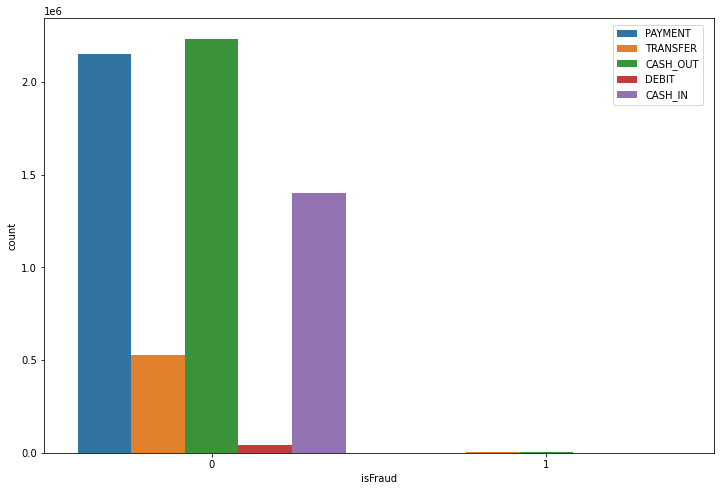 1e6
PAYMENT
TRANSFER
CASH_OUT
DEBIT
CASH_IN
2.0
1.5
1.0
0.5
0.0
count
0
1
isFraud